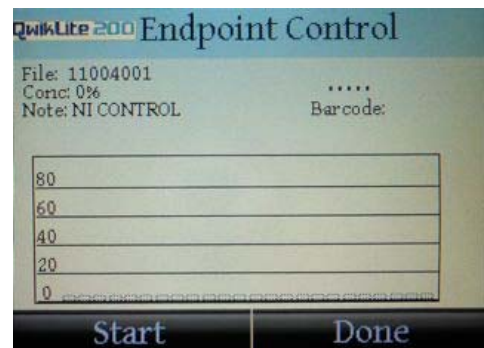 QwikLite 200 Endpoint Control
File: 11004001
Conc: 0%
Note: NI CONTROL
.....
Barcode:
80
60
40
20
0
Start Done